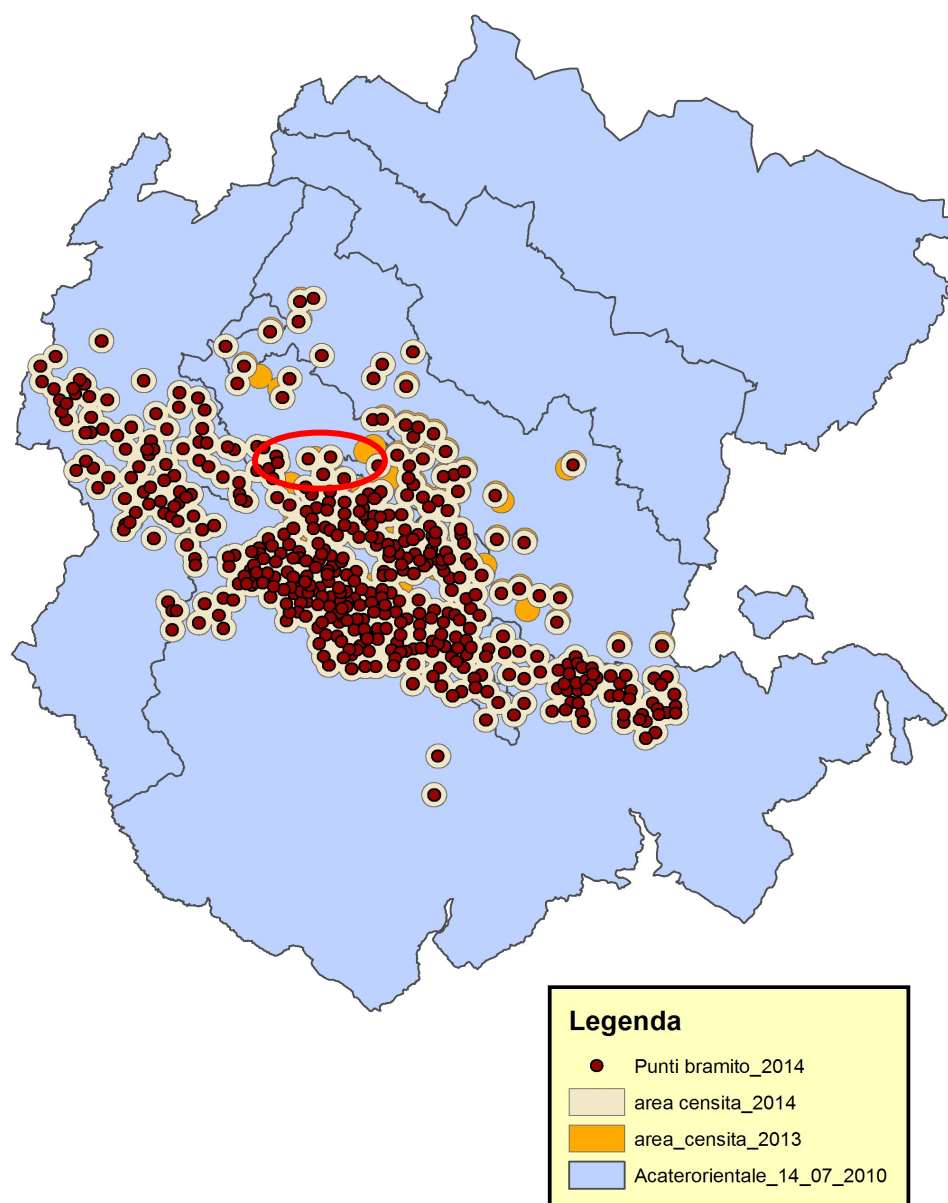 Legenda
Punti bramito_2014
area censita_2014
area_censita_2013
Acaterorientale_14_07_2010